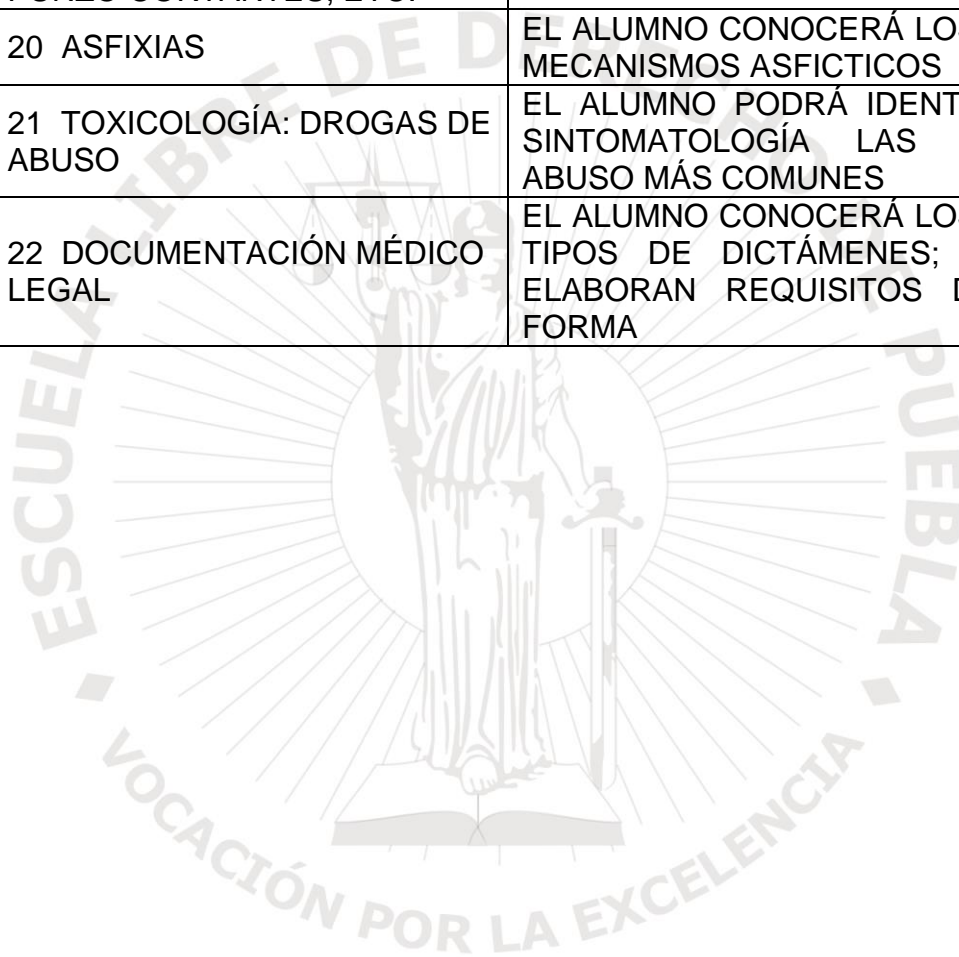 20 ASFIXIAS
EL ALUMNO CONOCERÁ
MECANISMOS ASFICTICOS
21 TOXICOLOGÍA: DROGAS DE
ABUSO
EL ALUMNO PODRÁ IDENT
SINTOMATOLOGÍA LAS
ABUSO MÁS COMUNES
22 DOCUMENTACIÓN MÉDICO
LEGAL
EL ALUMNO CONOCERÁ
TIPOS DE DICTÁMENES;
ELABORAN REQUISITOS
FORMA
ESCUELA LIBRE DE DERECHO DE PUEBLA
VOCACIÓN POR LA EXCELENCIA